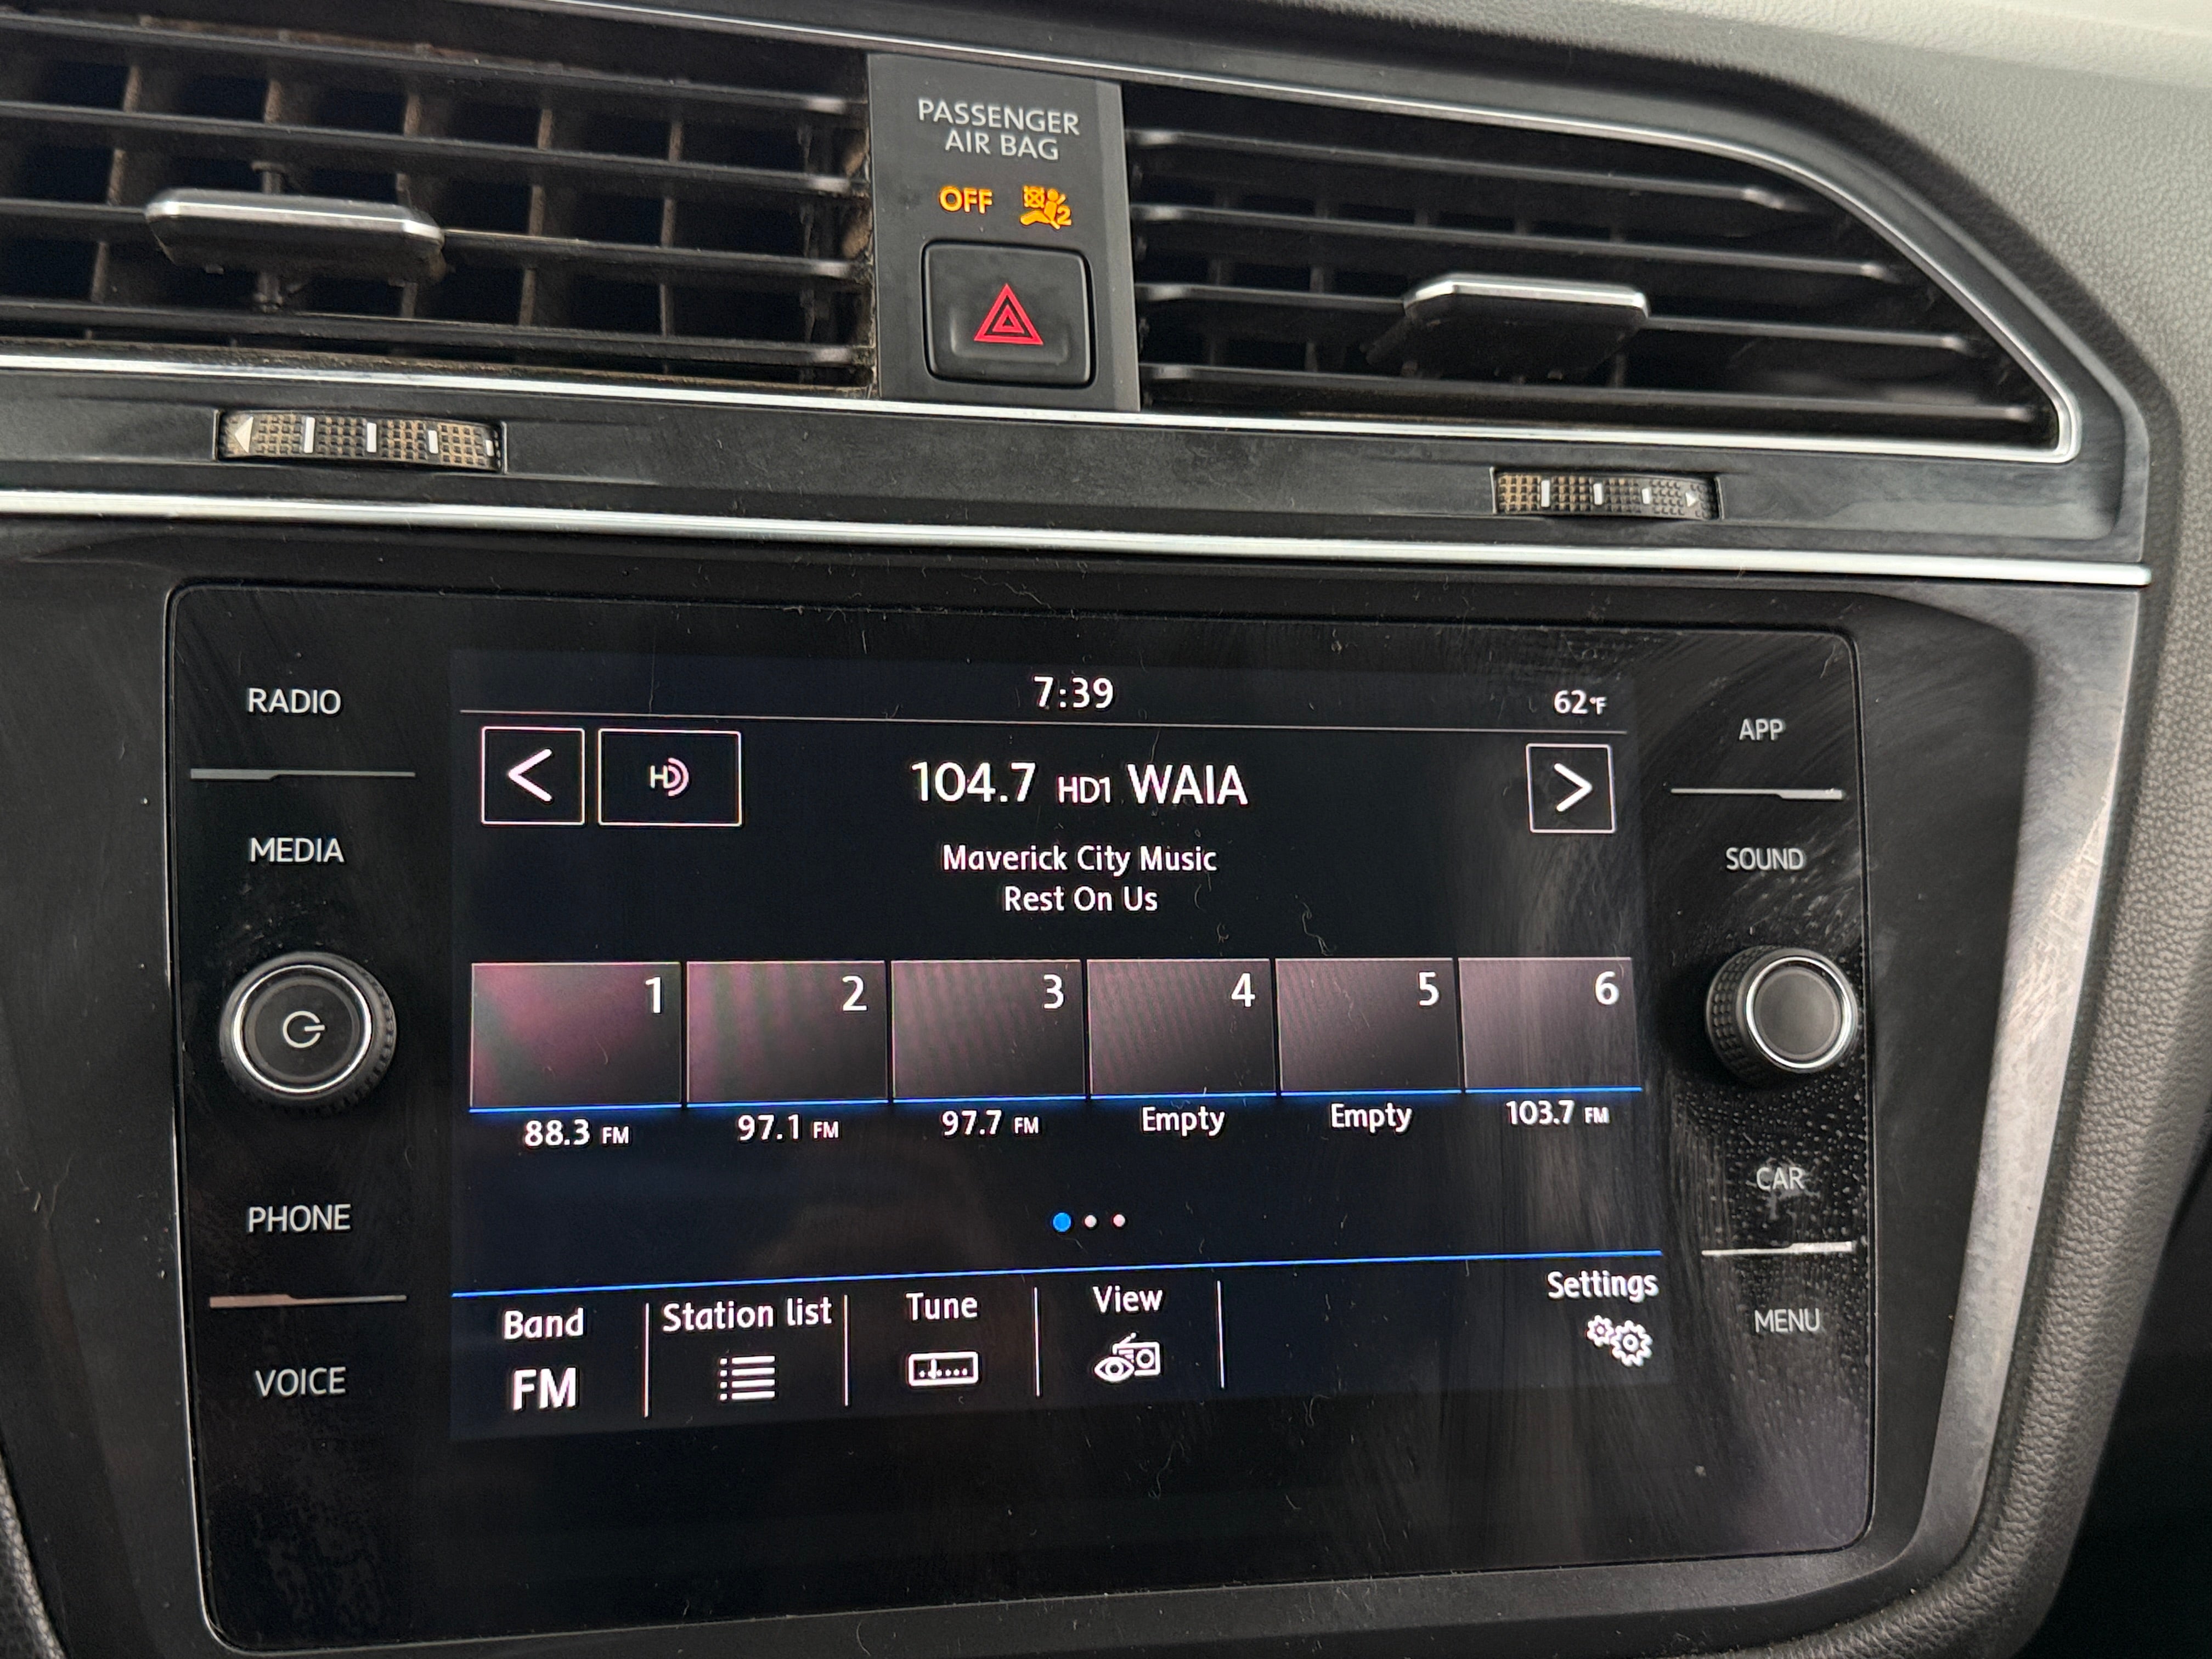 PASSENGER
AIR BAG
OFF 2
RADIO
MEDIA
PHONE
VOICE
7:39 62°F
< HD 104.7 HD1 WAIA >
Maverick City Music
Rest On Us
1 2 3 4 5 6
88.3 FM 97.1 FM 97.7 FM Empty Empty 103.7 FM
Band Station list Tune View Settings
FM
APP
SOUND
CAR
MENU